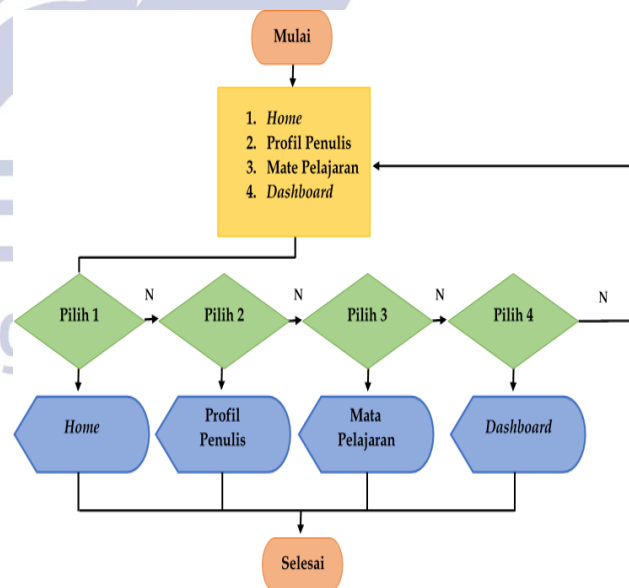 Mulai
1. Home
2. Profil Penulis
3. Mate Pelajaran
4. Dashboard
Pilih 1
N
Pilih 2
N
Pilih 3
N
Pilih 4
N
Home
Profil
Penulis
Mata
Pelajaran
Dashboard
Selesai